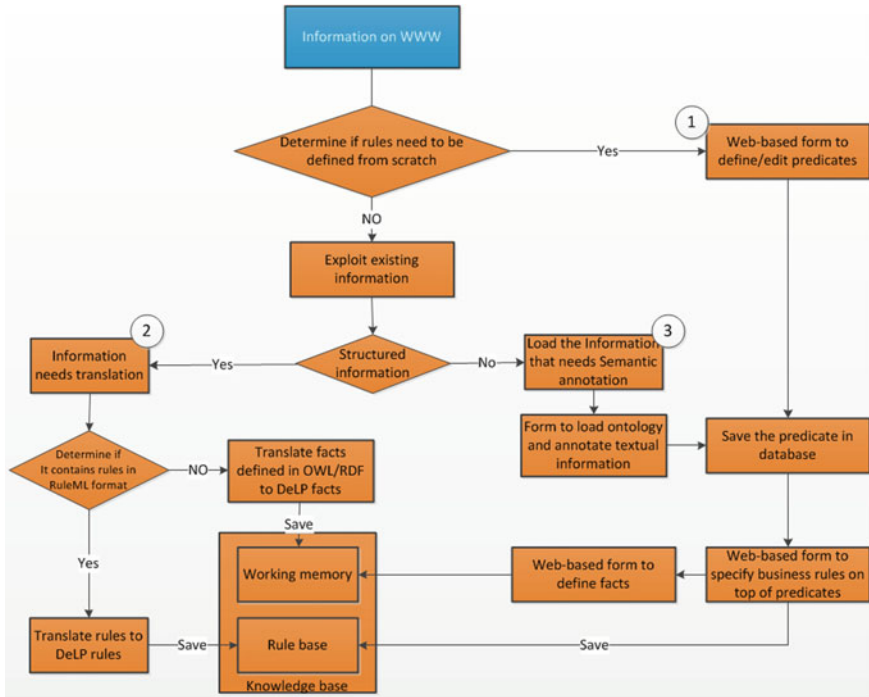 Information on WWW
Determine if rules need to be
defined from scratch
Yes
1
Web-based form to
define/edit predicates
NO
Exploit existing
information
2
Information
needs translation
Yes
Structured
information
No
3
Load the Information
that needs Semantic
annotation
Form to load ontology
and annotate textual
information
Save the predicate in
database
Determine if
It contains rules in
RuleML format
NO
Translate facts
defined in OWL/RDF
to DeLP facts
Save
Yes
Working memory
Web-based form to
define facts
Web-based form to
specify business rules on
top of predicates
Translate rules to
DeLP rules
Save
Rule base
Save
Knowledge base